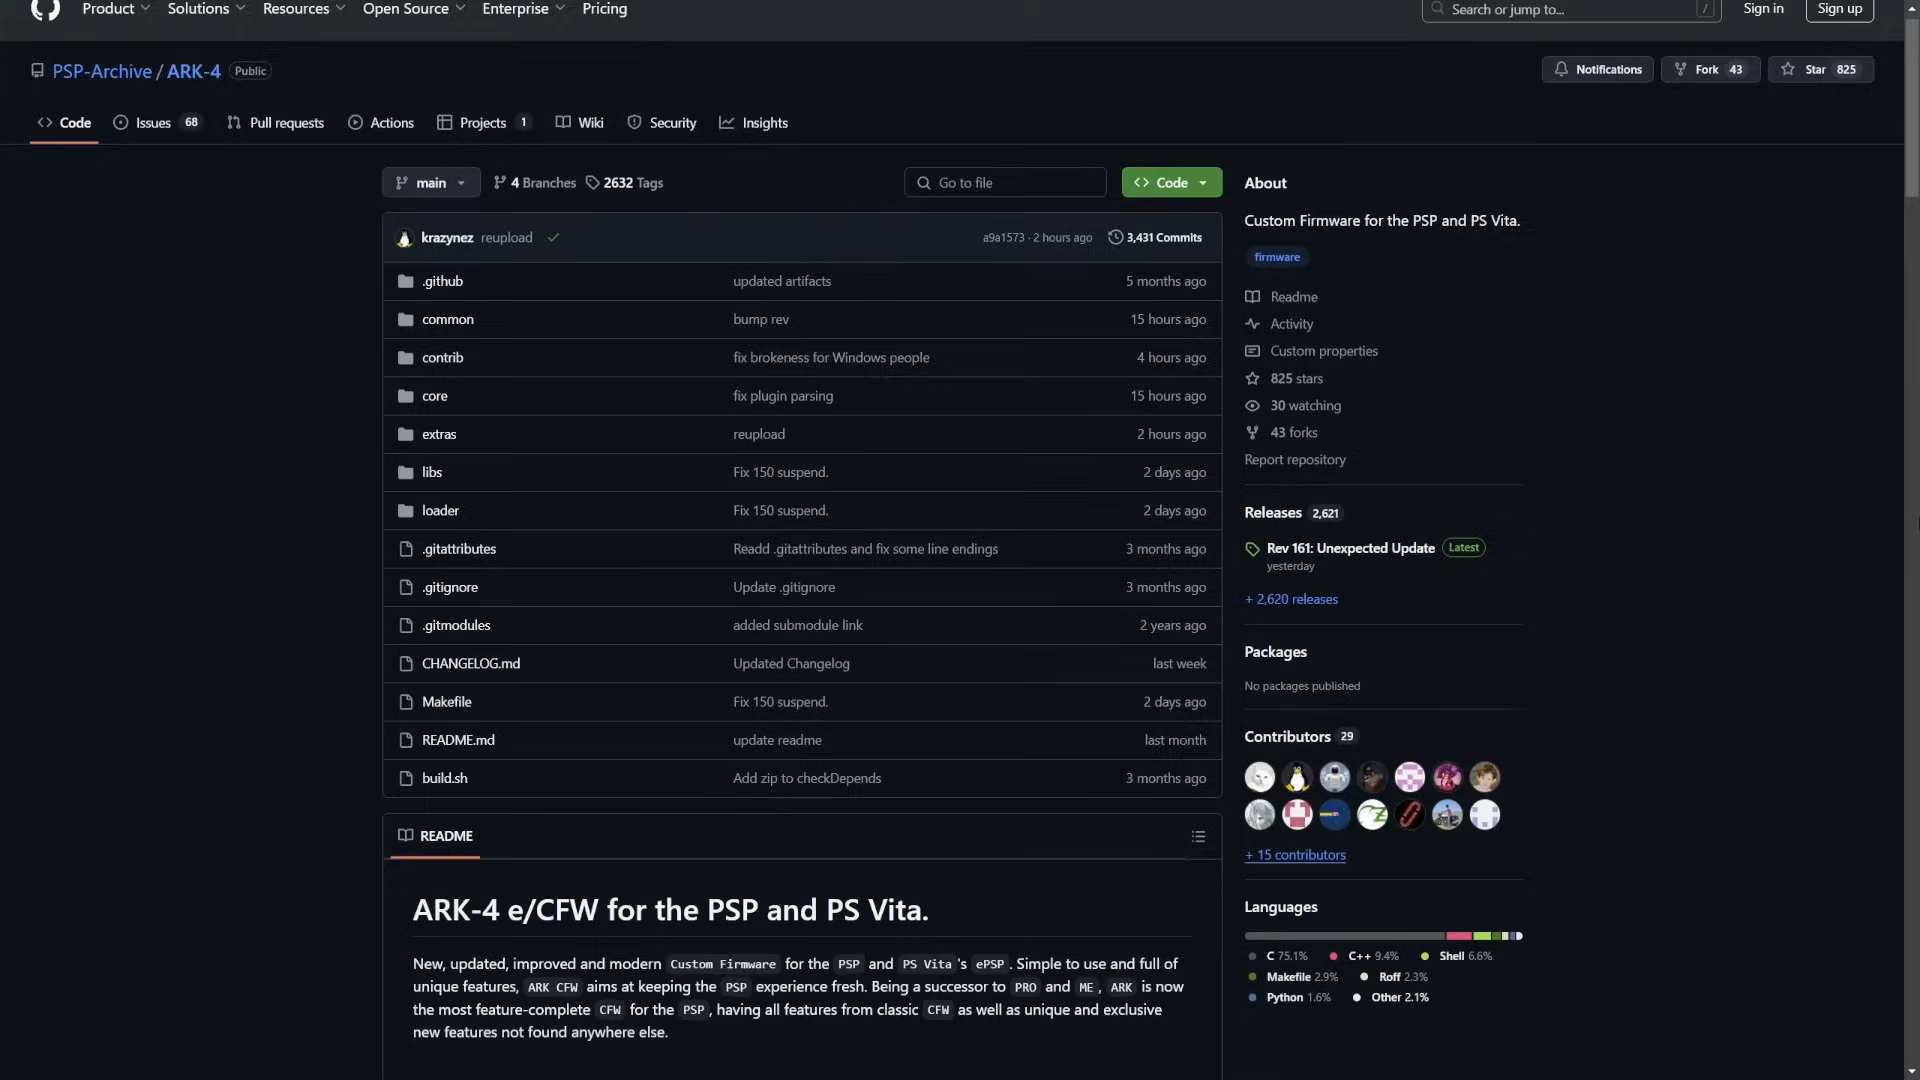 Product Solutions Resources Open Source Enterprise Pricing Search or jump to... / Sign in Sign up
PSP-Archive / ARK-4 Public Notifications Fork 43 Star 825
Code Issues 68 Pull requests Actions Projects 1 Wiki Security Insights
main 4 Branches 2632 Tags Go to file Code
krazynez reupload a9a1573 · 2 hours ago 3,431 Commits
.github updated artifacts 5 months ago
common bump rev 15 hours ago
contrib fix brokeness for Windows people 4 hours ago
core fix plugin parsing 15 hours ago
extras reupload 2 hours ago
libs Fix 150 suspend. 2 days ago
loader Fix 150 suspend. 2 days ago
.gitattributes Readd .gitattributes and fix some line endings 3 months ago
.gitignore Update .gitignore 3 months ago
.gitmodules added submodule link 2 years ago
CHANGELOG.md Updated Changelog last week
Makefile Fix 150 suspend. 2 days ago
README.md update readme last month
build.sh Add zip to checkDepends 3 months ago
README
ARK-4 e/CFW for the PSP and PS Vita.
New, updated, improved and modern Custom Firmware for the PSP and PS Vita's ePSP. Simple to use and full of
unique features, ARK CFW aims at keeping the PSP experience fresh. Being a successor to PRO and ME, ARK is now
the most feature-complete CFW for the PSP, having all features from classic CFW as well as unique and exclusive
new features not found anywhere else.
About
Custom Firmware for the PSP and PS Vita.
firmware
Readme
Activity
Custom properties
825 stars
30 watching
43 forks
Report repository
Releases 2,621
Rev 161: Unexpected Update Latest
yesterday
+ 2,620 releases
Packages
No packages published
Contributors 29
+ 15 contributors
Languages
C 75.1% C++ 9.4% Shell 6.6%
Makefile 2.9% Roff 2.3%
Python 1.6% Other 2.1%